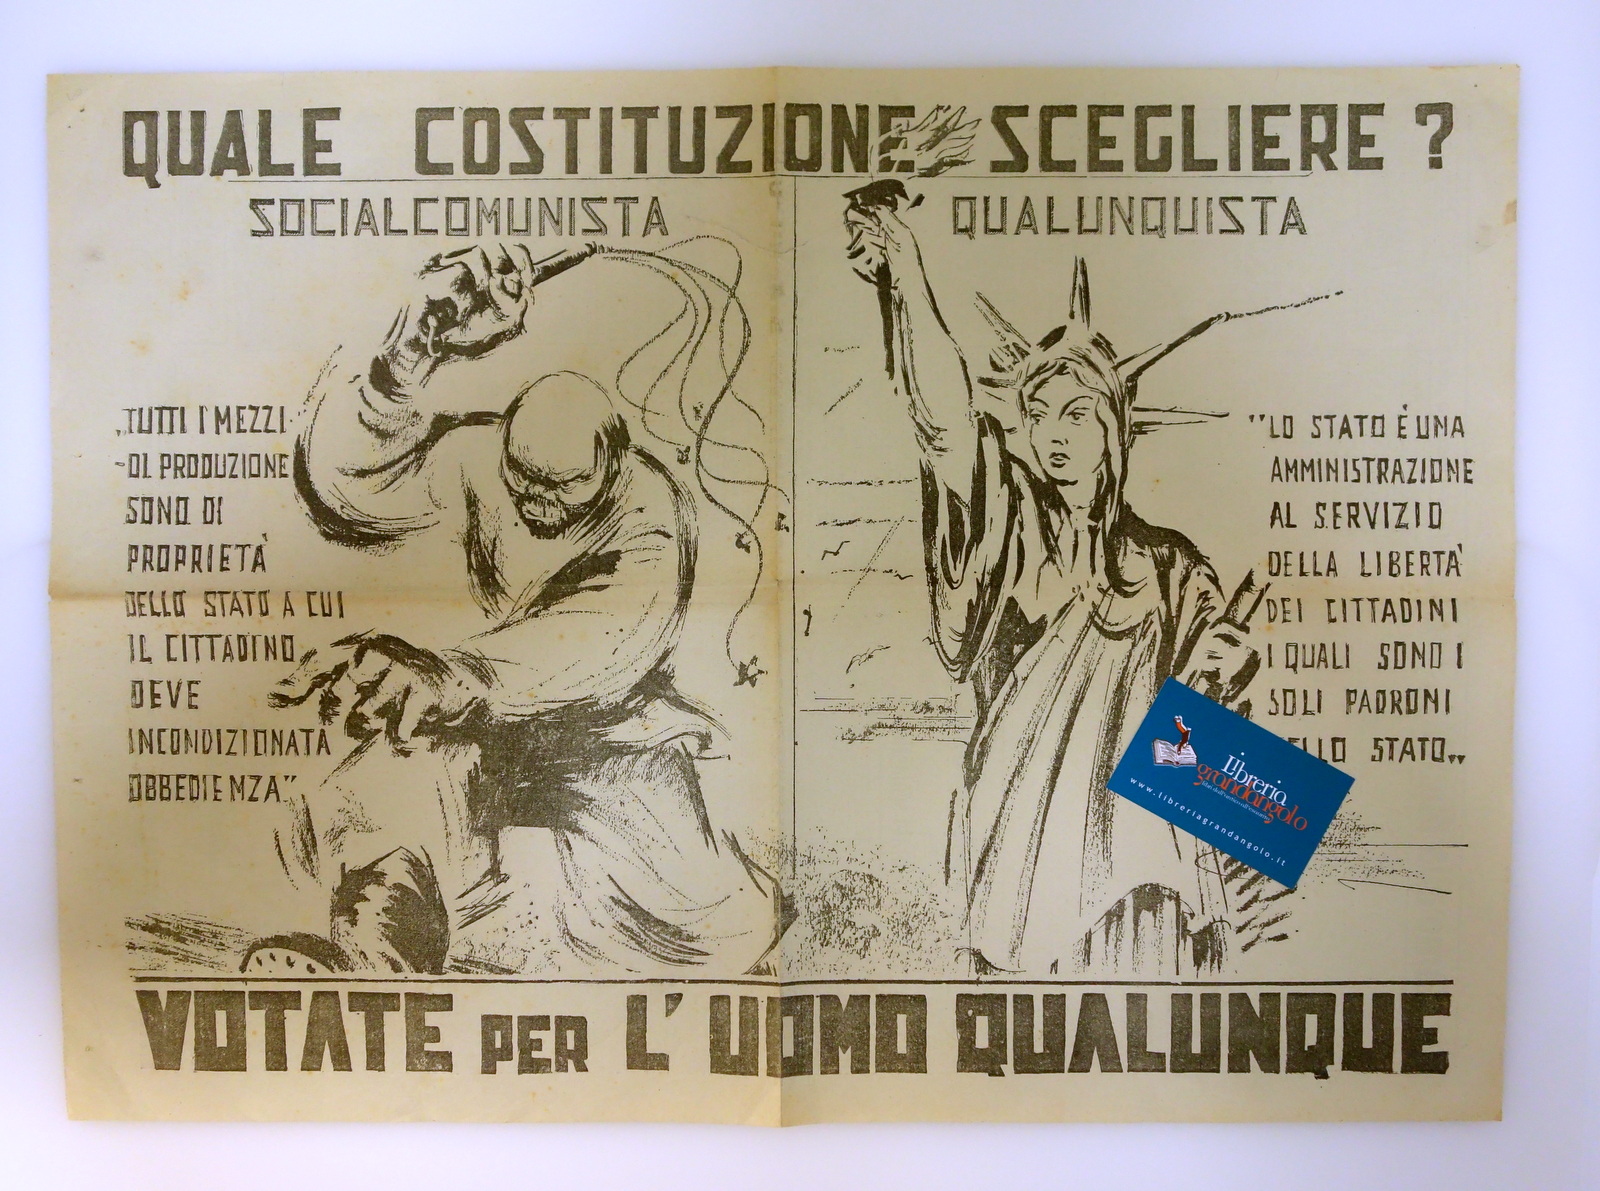 QUALE COSTITUZIONE SCEGLIERE ?
SOCIALCOMUNISTA
„TUTTI I MEZZI
-DI PRODUZIONE
SONO DI
PROPRIETÀ
DELLO STATO A CUI
IL CITTADINO
DEVE
INCONDIZIONATA
OBBEDIENZA"
QUALUNQUISTA
"LO STATO È UNA
AMMINISTRAZIONE
AL SERVIZIO
DELLA LIBERTÀ
DEI CITTADINI
I QUALI SONO I
SOLI PADRONI
ELLO STATO„
Libreria
grandangolo
www.libreriagrandangolo.it
VOTATE PER L'UOMO QUALUNQUE